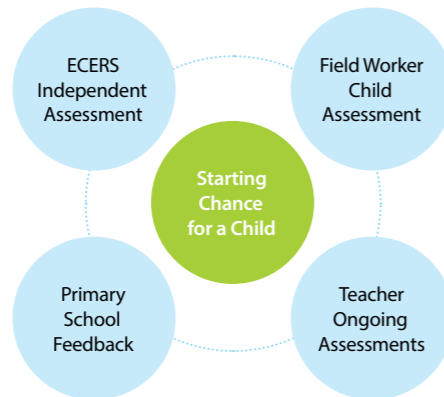 ECERS
Independent
Assessment
Field Worker
Child
Assessment
Starting
Chance
for a Child
Primary
School
Feedback
Teacher
Ongoing
Assessments